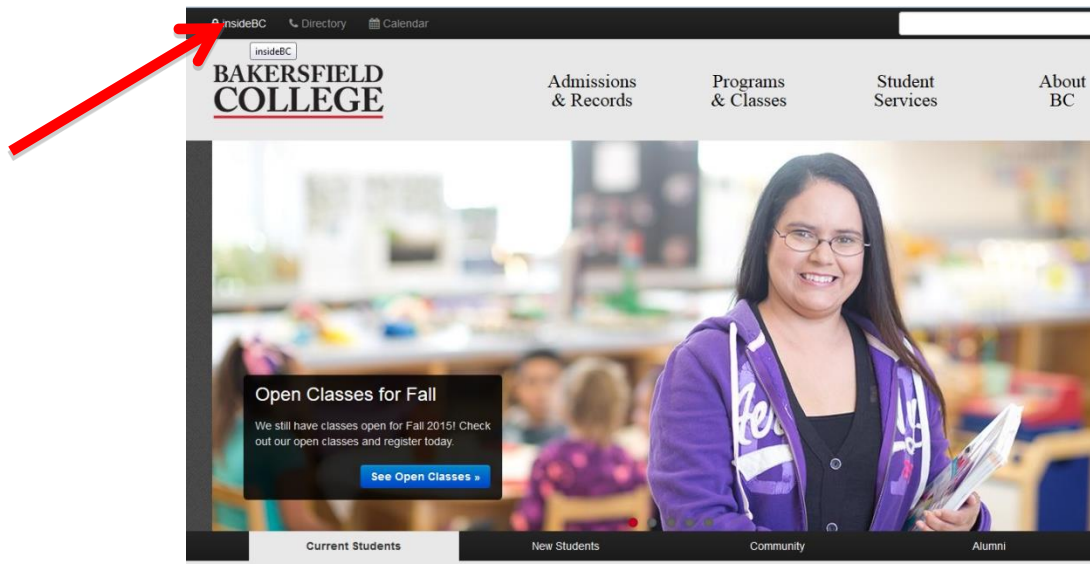 insideBC Directory Calendar
insideBC
BAKERSFIELD
COLLEGE
Admissions
& Records
Programs
& Classes
Student
Services
About
BC
Open Classes for Fall
We still have classes open for Fall 2015! Check
out our open classes and register today.
See Open Classes »
Current Students New Students Community Alumni